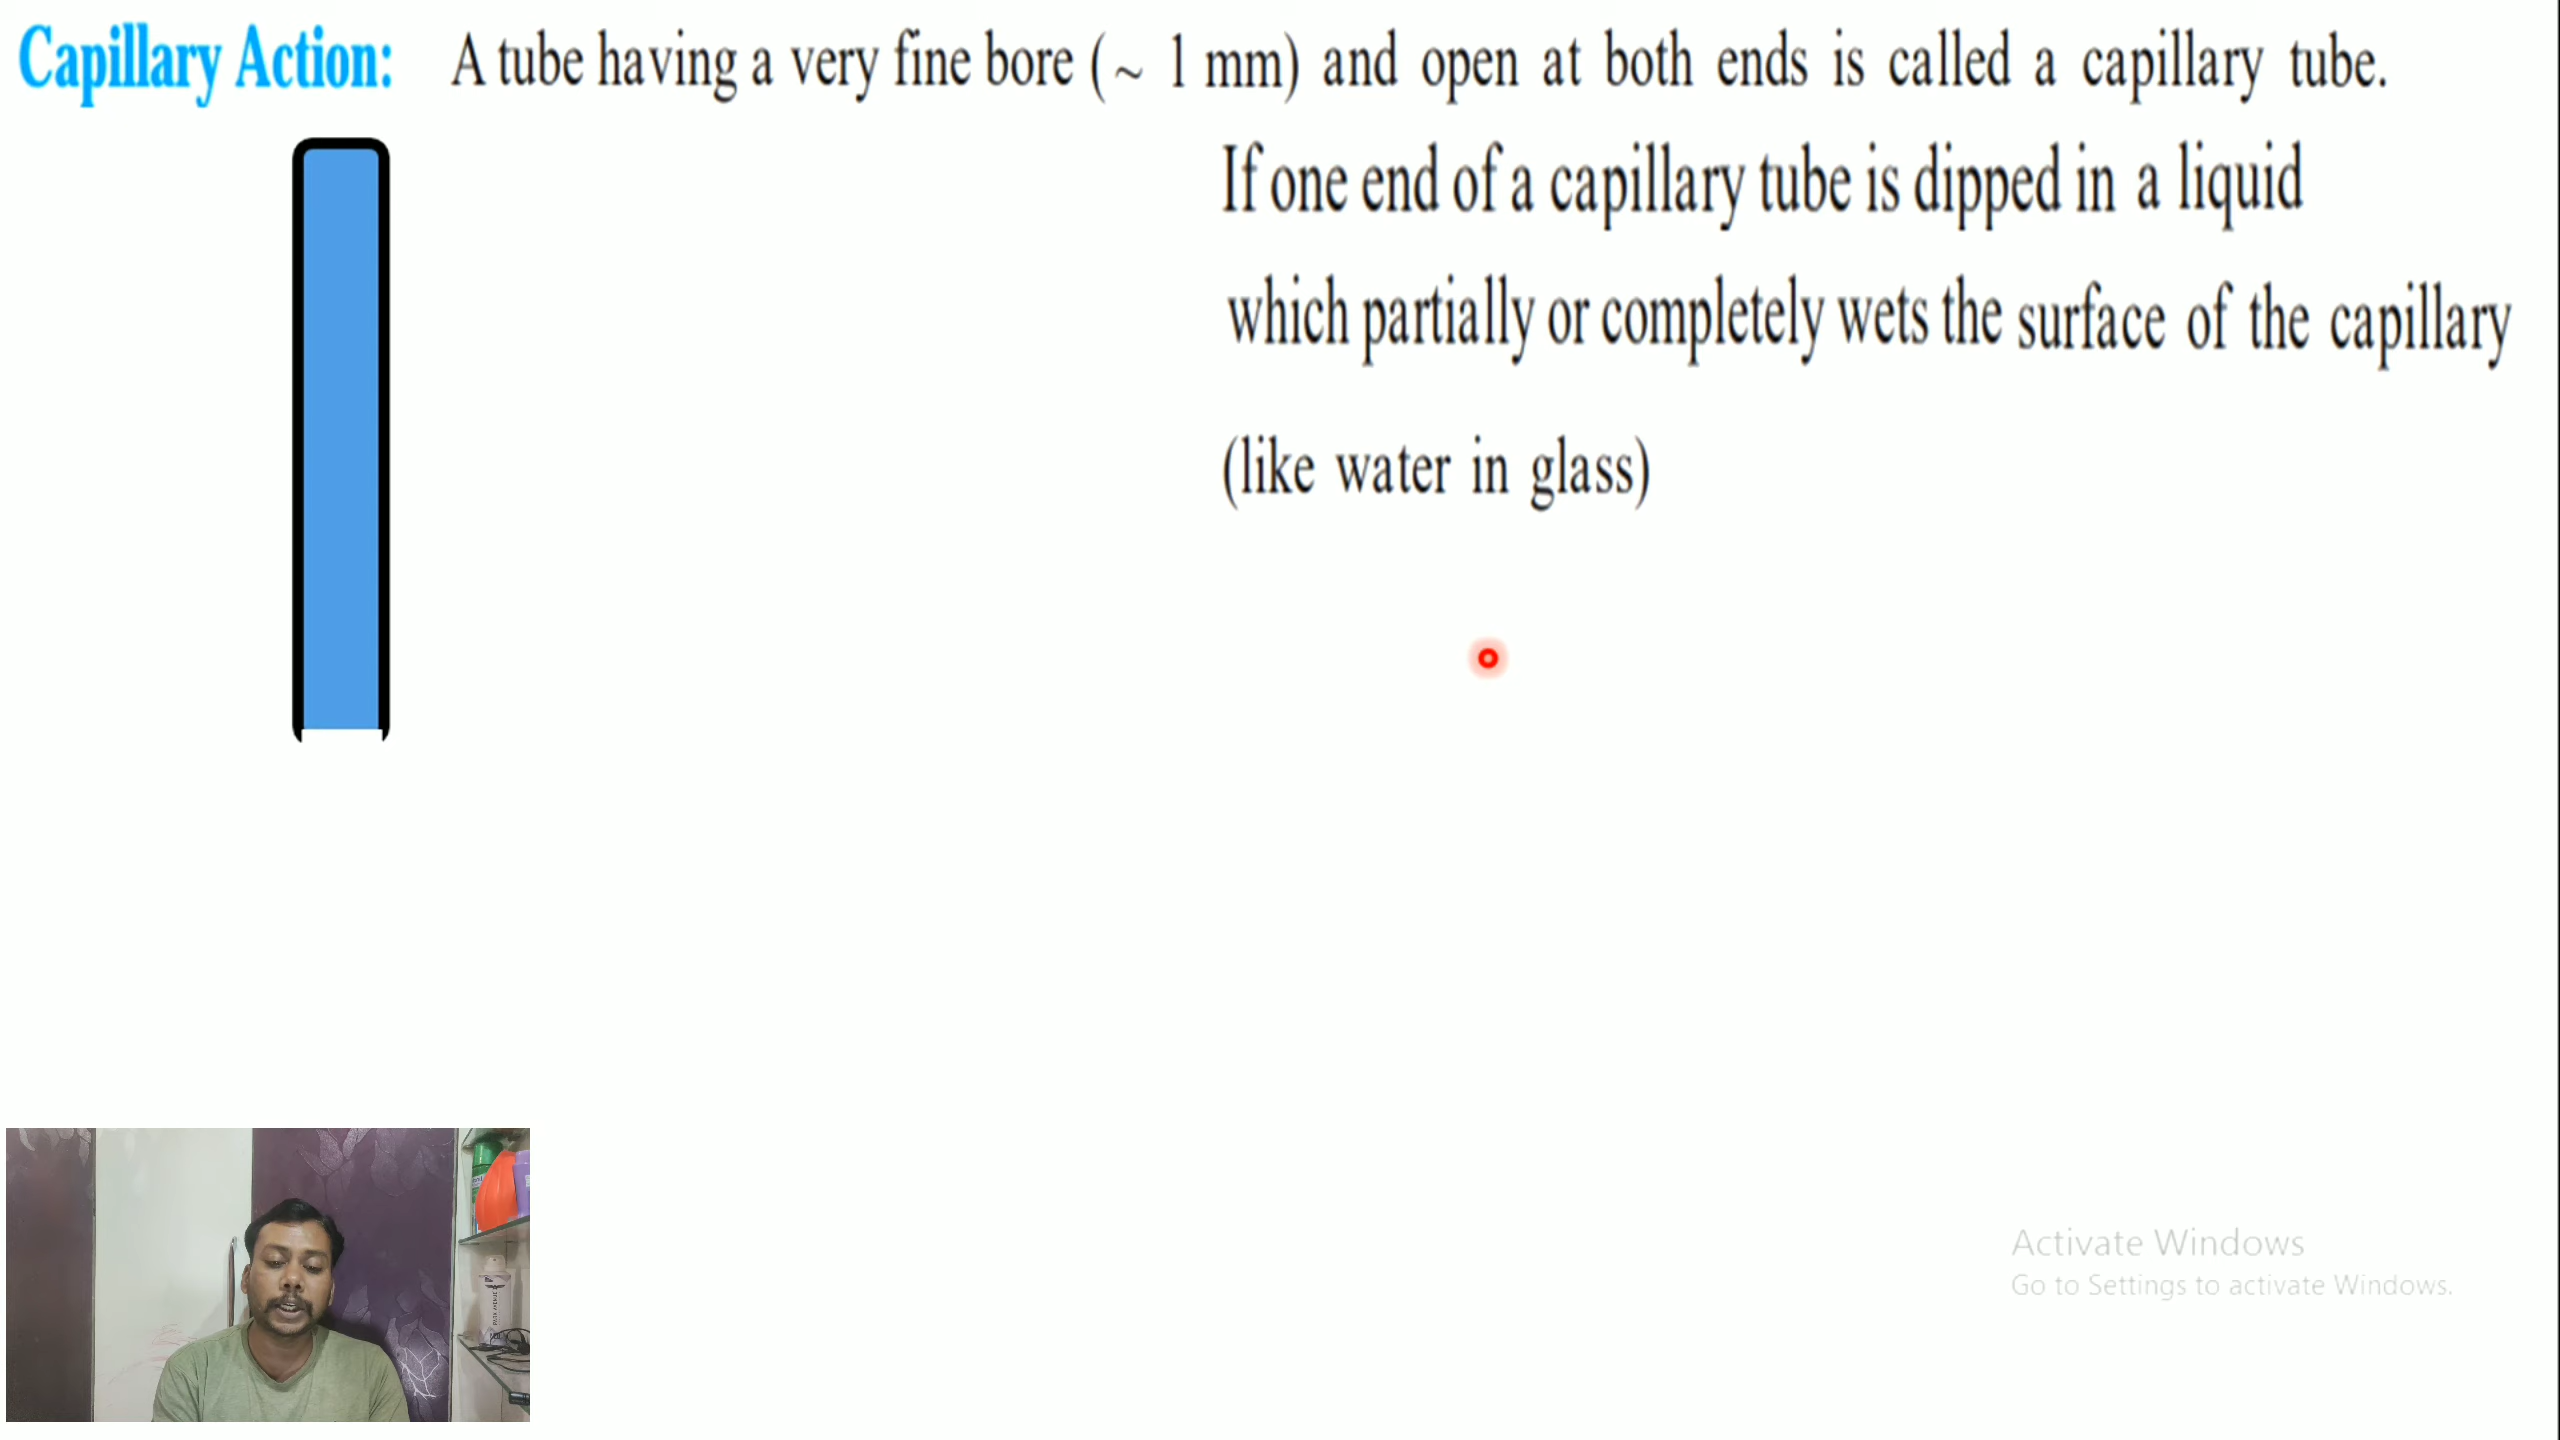 Capillary Action: A tube having a very fine bore (~ 1 mm) and open at both ends is called a capillary tube.
If one end of a capillary tube is dipped in a liquid
which partially or completely wets the surface of the capillary
(like water in glass)
PARK AVENUE
Activate Windows
Go to Settings to activate Windows.